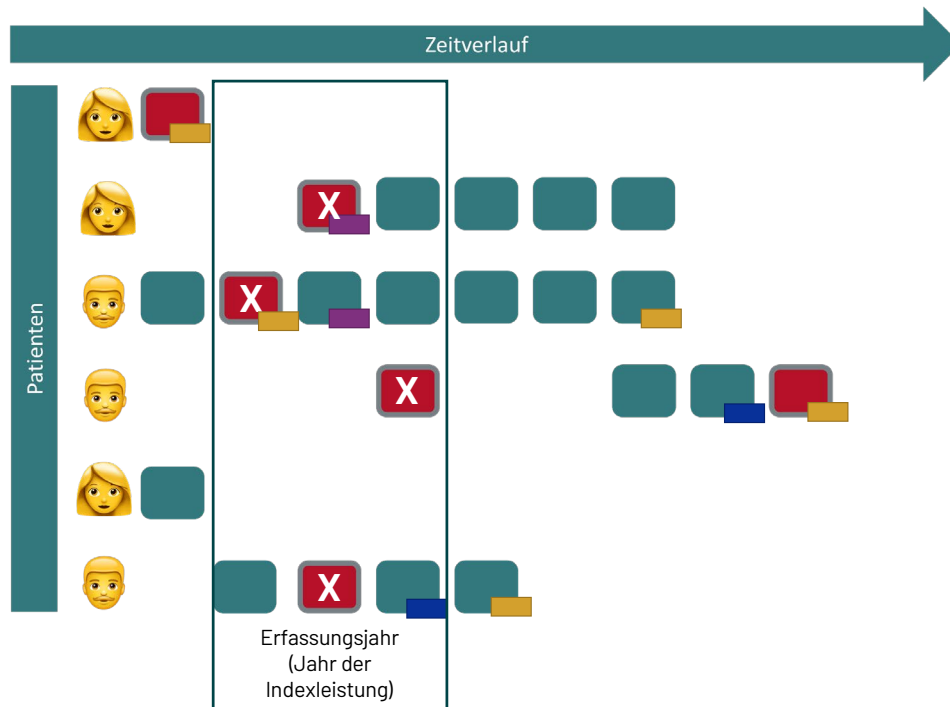 Zeitverlauf
Patienten
X
X
X
X
Erfassungsjahr
(Jahr der
Indexleistung)